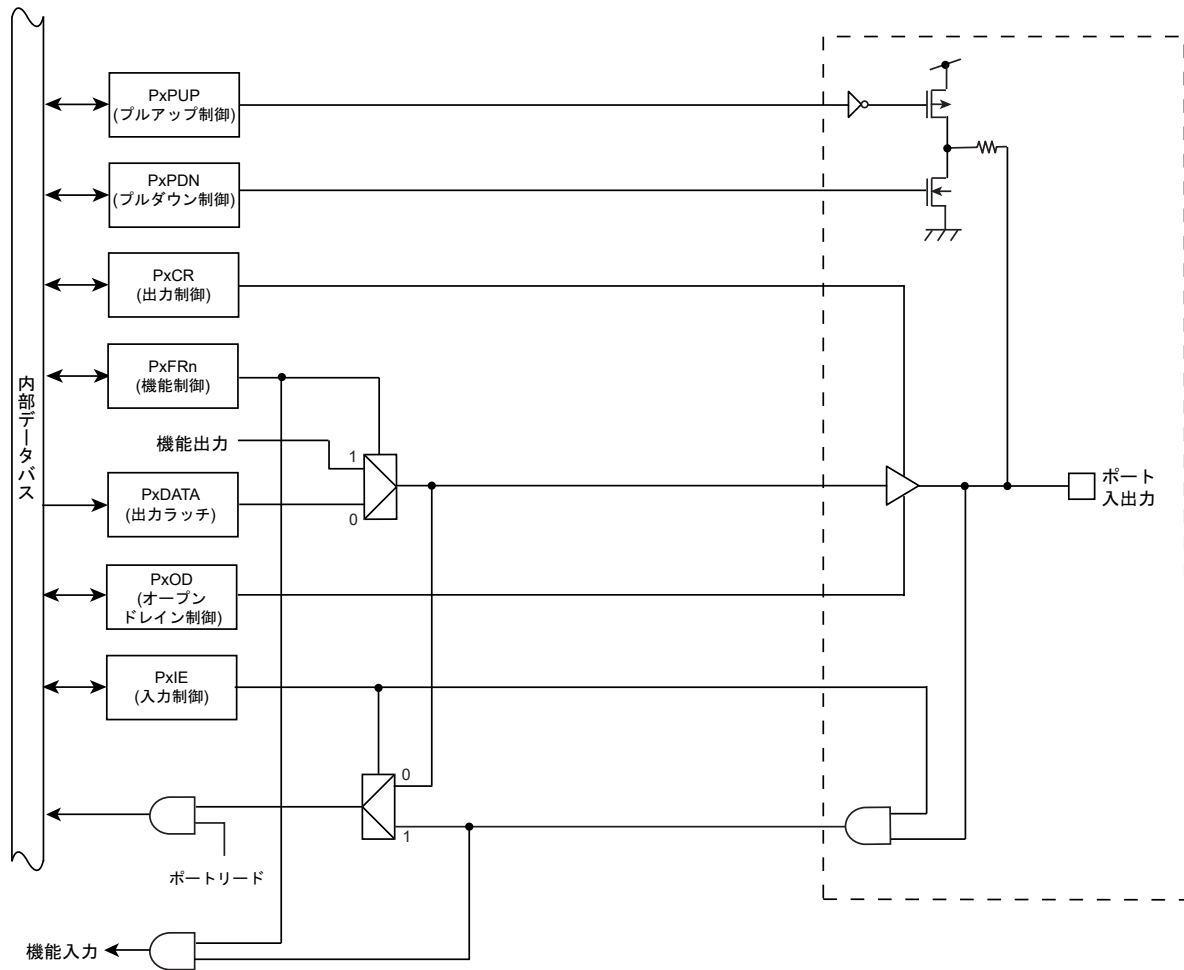 PxPUP
(プルアップ制御)
PxPDN
(プルダウン制御)
PxCR
(出力制御)
PxFRn
(機能制御)
内部データバス
機能出力
1
0
PxDATA
(出力ラッチ)
ポート
入出力
PxOD
(オープン
ドレイン制御)
PxIE
(入力制御)
0
1
ポートリード
機能入力